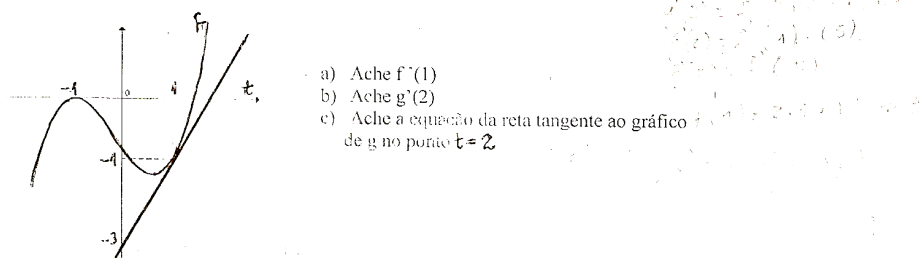 f
-1
0
1
t
-1
-3
a) Ache f´(1)
b) Ache g'(2)
c) Ache a equação da reta tangente ao gráfico
de g no ponto t=2